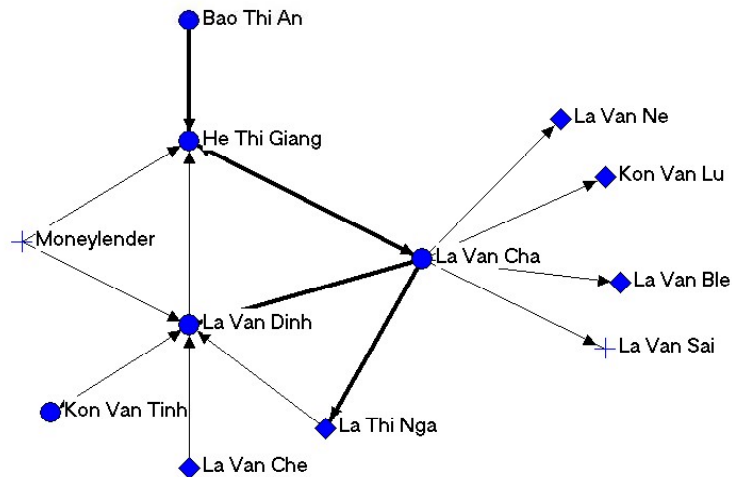 Bao Thi An
La Van Ne
He Thi Giang
Kon Van Lu
Moneylender
La Van Cha
La Van Ble
La Van Dinh
La Van Sai
Kon Van Tinh
La Thi Nga
La Van Che